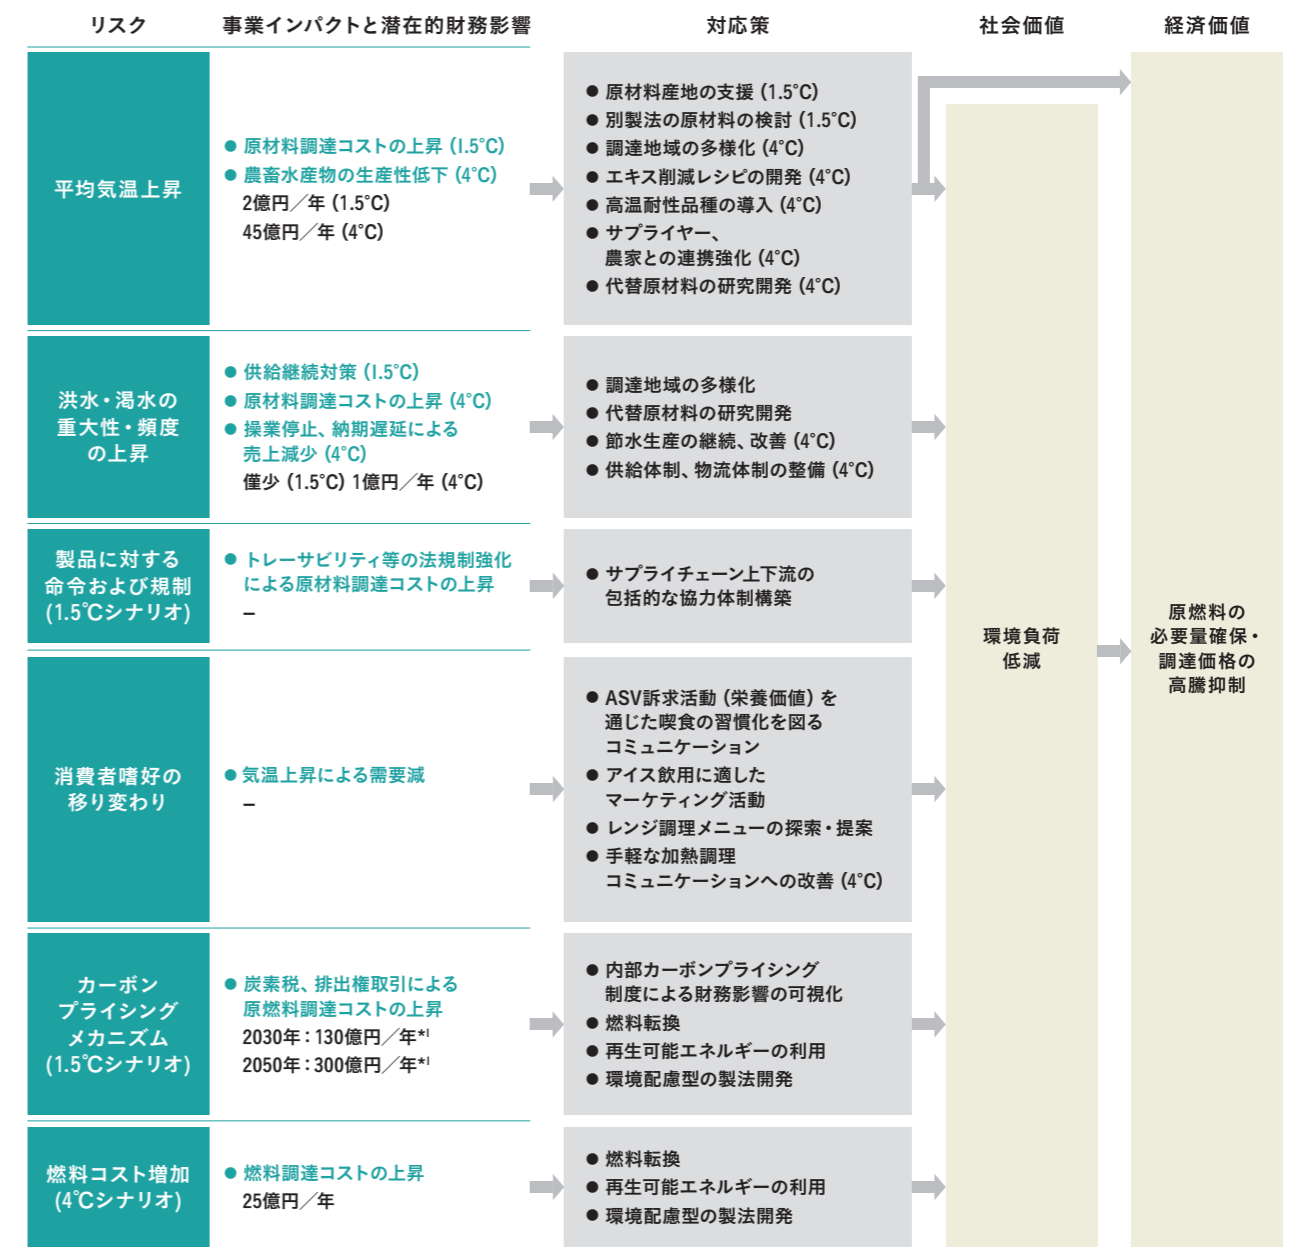 リスク
事業インパクトと潜在的財務影響
対応策
社会価値
経済価値
平均気温上昇
● 原材料調達コストの上昇（1.5℃）
● 農畜水産物の生産性低下（4℃）
2億円／年（1.5℃）
45億円／年（4℃）
● 原材料産地の支援（1.5℃）
● 別製法の原材料の検討（1.5℃）
● 調達地域の多様化（4℃）
● エキス削減レシピの開発（4℃）
● 高温耐性品種の導入（4℃）
● サプライヤー、
農家との連携強化（4℃）
● 代替原材料の研究開発（4℃）
洪水・渇水の
重大性・頻度
の上昇
● 供給継続対策（1.5℃）
● 原材料調達コストの上昇（4℃）
● 操業停止、納期遅延による
売上減少（4℃）
僅少（1.5℃）1億円／年（4℃）
● 調達地域の多様化
● 代替原材料の研究開発
● 節水生産の継続、改善（4℃）
● 供給体制、物流体制の整備（4℃）
製品に対する
命令および規制
(1.5℃シナリオ)
● トレーサビリティ等の法規制強化
による原材料調達コストの上昇
–
● サプライチェーン上下流の
包括的な協力体制構築
消費者嗜好の
移り変わり
● 気温上昇による需要減
–
● ASV訴求活動（栄養価値）を
通じた喫食の習慣化を図る
コミュニケーション
● アイス飲用に適した
マーケティング活動
● レンジ調理メニューの探索・提案
● 手軽な加熱調理
コミュニケーションへの改善（4℃）
カーボン
プライシング
メカニズム
(1.5℃シナリオ)
● 炭素税、排出権取引による
原燃料調達コストの上昇
2030年：130億円／年*1
2050年：300億円／年*1
● 内部カーボンプライシング
制度による財務影響の可視化
● 燃料転換
● 再生可能エネルギーの利用
● 環境配慮型の製法開発
燃料コスト増加
(4℃シナリオ)
● 燃料調達コストの上昇
25億円／年
● 燃料転換
● 再生可能エネルギーの利用
● 環境配慮型の製法開発
環境負荷
低減
原燃料の
必要量確保・
調達価格の
高騰抑制